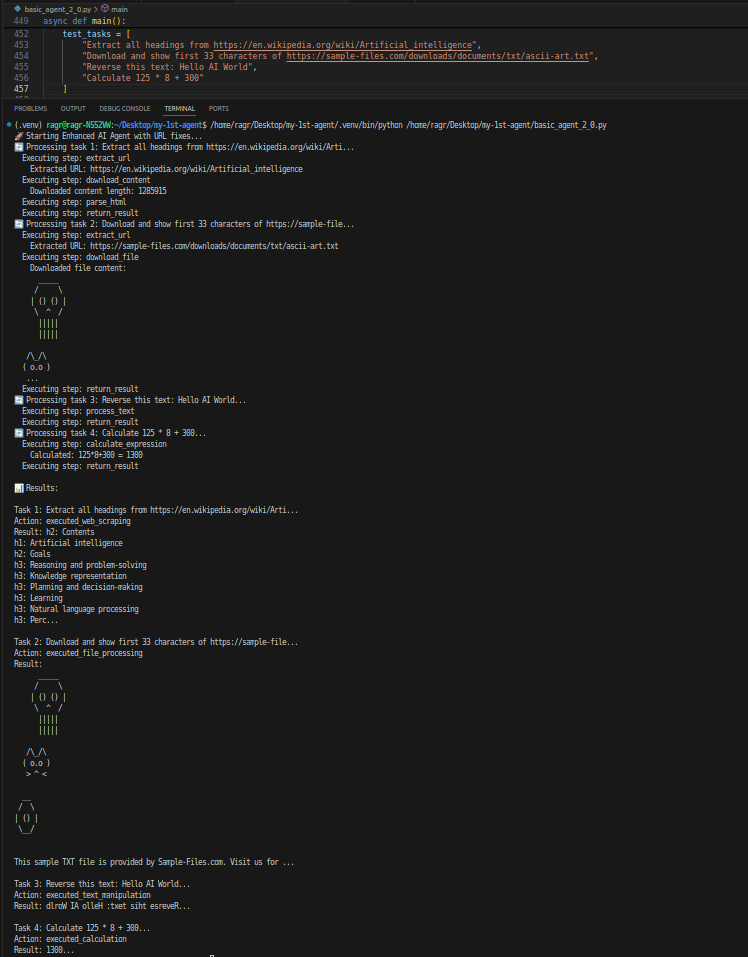 basic_agent_2_0.py > main
449 async def main():
452 test_tasks = [
453 "Extract all headings from https://en.wikipedia.org/wiki/Artificial_intelligence",
454 "Download and show first 33 characters of https://sample-files.com/downloads/documents/txt/ascii-art.txt",
455 "Reverse this text: Hello AI World",
456 "Calculate 125 * 8 + 300"
457 ]
PROBLEMS OUTPUT DEBUG CONSOLE TERMINAL PORTS
(.venv) ragr@ragr-N552VW:~/Desktop/my-1st-agent$ /home/ragr/Desktop/my-1st-agent/.venv/bin/python /home/ragr/Desktop/my-1st-agent/basic_agent_2_0.py
🚀 Starting Enhanced AI Agent with URL fixes...
🔄 Processing task 1: Extract all headings from https://en.wikipedia.org/wiki/Arti...
  Executing step: extract_url
    Extracted URL: https://en.wikipedia.org/wiki/Artificial_intelligence
  Executing step: download_content
    Downloaded content length: 1285915
  Executing step: parse_html
  Executing step: return_result
🔄 Processing task 2: Download and show first 33 characters of https://sample-file...
  Executing step: extract_url
    Extracted URL: https://sample-files.com/downloads/documents/txt/ascii-art.txt
  Executing step: download_file
    Downloaded file content:
      _____
     /     \
    | () () |
     \  ^  /
      |||||
      |||||

   /\_/\
  ( o.o )
   ...
  Executing step: return_result
🔄 Processing task 3: Reverse this text: Hello AI World...
  Executing step: process_text
  Executing step: return_result
🔄 Processing task 4: Calculate 125 * 8 + 300...
  Executing step: calculate_expression
    Calculated: 125*8+300 = 1300
  Executing step: return_result

📊 Results:

Task 1: Extract all headings from https://en.wikipedia.org/wiki/Arti...
Action: executed_web_scraping
Result: h2: Contents
h1: Artificial intelligence
h2: Goals
h3: Reasoning and problem-solving
h3: Knowledge representation
h3: Planning and decision-making
h3: Learning
h3: Natural language processing
h3: Perc...

Task 2: Download and show first 33 characters of https://sample-file...
Action: executed_file_processing
Result:
      _____
     /     \
    | () () |
     \  ^  /
      |||||
      |||||

   /\_/\
  ( o.o )
   > ^ <

  __
 /  \
| () |
 \__/

This sample TXT file is provided by Sample-Files.com. Visit us for ...

Task 3: Reverse this text: Hello AI World...
Action: executed_text_manipulation
Result: dlroW IA olleH :txet siht esreveR...

Task 4: Calculate 125 * 8 + 300...
Action: executed_calculation
Result: 1300...